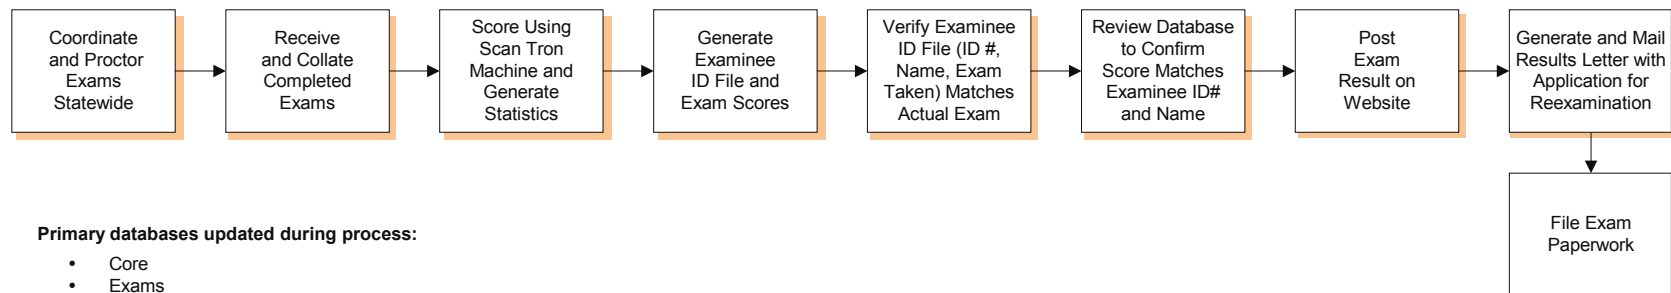 Coordinate
and Proctor
Exams
Statewide
Receive
and Collate
Completed
Exams
Score Using
Scan Tron
Machine and
Generate
Statistics
Generate
Examinee
ID File and
Exam Scores
Verify Examinee
ID File (ID #,
Name, Exam
Taken) Matches
Actual Exam
Review Database
to Confirm
Score Matches
Examinee ID#
and Name
Post
Exam
Result on
Website
Generate and Mail
Results Letter with
Application for
Reexamination
File Exam
Paperwork
Primary databases updated during process:
• Core
• Exams